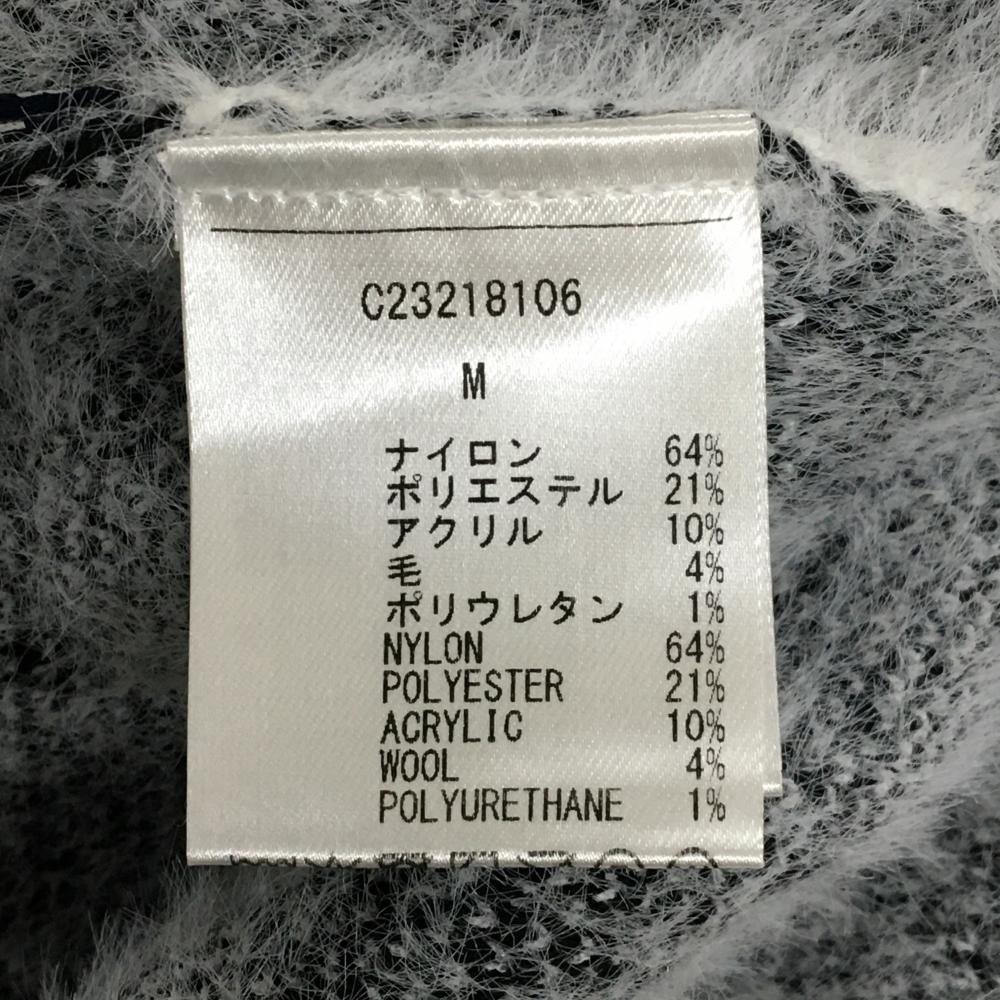 C23218106
M
ナイロン 64%
ポリエステル 21%
アクリル 10%
毛 4%
ポリウレタン 1%
NYLON 64%
POLYESTER 21%
ACRYLIC 10%
WOOL 4%
POLYURETHANE 1%